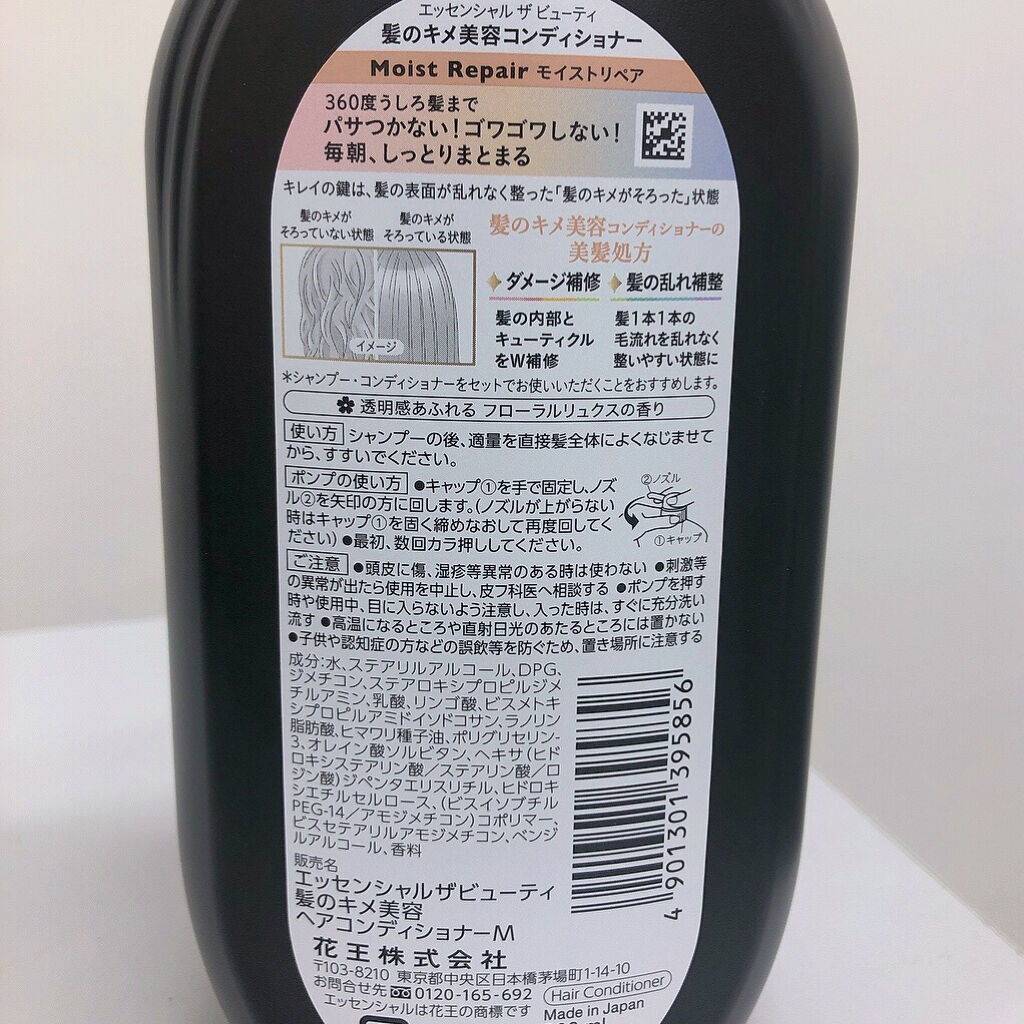 エッセンシャル ザ ビューティ
髪のキメ美容コンディショナー
Moist Repair モイストリペア
360度うしろ髪まで
パサつかない!ゴワゴワしない!
毎朝、しっとりまとまる
キレイの鍵は、髪の表面が乱れなく整った「髪のキメがそろった」状態
髪のキメが
そろっていない状態
髪のキメが
そろっている状態
イメージ
髪のキメ美容コンディショナーの
美髪処方
ダメージ補修
髪の内部と
キューティクル
をW補修
髪の乱れ補整
髪1本1本の
毛流れを乱れなく
整いやすい状態に
*シャンプー・コンディショナーをセットでお使いいただくことをおすすめします。
透明感あふれる フローラルリュクスの香り
使い方 シャンプーの後、適量を直接髪全体によくなじませて
から、すすいでください。
ポンプの使い方 ●キャップ①を手で固定し、ノズ
ル②を矢印の方に回します。(ノズルが上がらない
時はキャップ①を固く締めなおして再度回してく
ださい) ●最初、数回カラ押ししてください。
②ノズル
①キャップ
ご注意 ●頭皮に傷、湿疹等異常のある時は使わない ●刺激等
の異常が出たら使用を中止し、皮フ科医へ相談する ●ポンプを押す
時や使用中、目に入らないよう注意し、入った時は、すぐに充分洗い
流す ●高温になるところや直射日光のあたるところには置かない
●子供や認知症の方などの誤飲等を防ぐため、置き場所に注意する
成分:水、ステアリルアルコール、DPG、
ジメチコン、ステアロキシプロピルジメ
チルアミン、乳酸、リンゴ酸、ビスメトキ
シプロピルアミドイソドコサン、ラノリン
脂肪酸、ヒマワリ種子油、ポリグリセリン-
3、オレイン酸ソルビタン、ヘキサ(ヒド
ロキシステアリン酸/ステアリン酸/ロ
ジン酸)ジペンタエリスリチル、ヒドロキ
シエチルセルロース、(ビスイソブチル
PEG-14/アモジメチコン)コポリマー、
ビスセテアリルアモジメチコン、ベンジ
ルアルコール、香料
4 901301 395856
販売名
エッセンシャルザビューティ
髪のキメ美容
ヘアコンディショナーM
花王株式会社
〒103-8210 東京都中央区日本橋茅場町1-14-10
お問合せ先 0120-165-692
エッセンシャルは花王の商標です
Hair Conditioner
Made in Japan